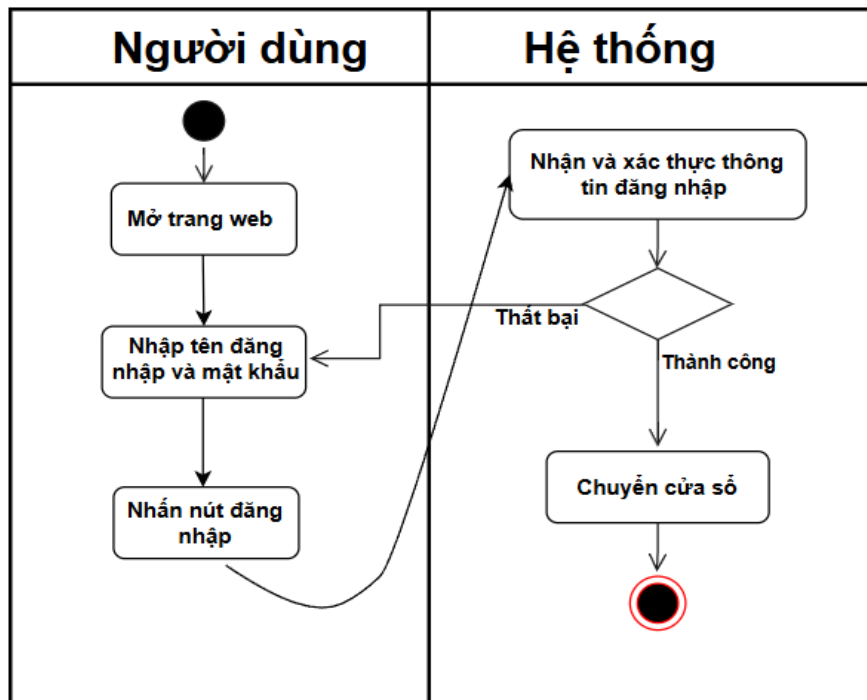 Người dùng
Hệ thống
Mở trang web
Nhập tên đăng
nhập và mật khẩu
Nhấn nút đăng
nhập
Nhận và xác thực thông
tin đăng nhập
Thất bại
Thành công
Chuyển cửa sổ